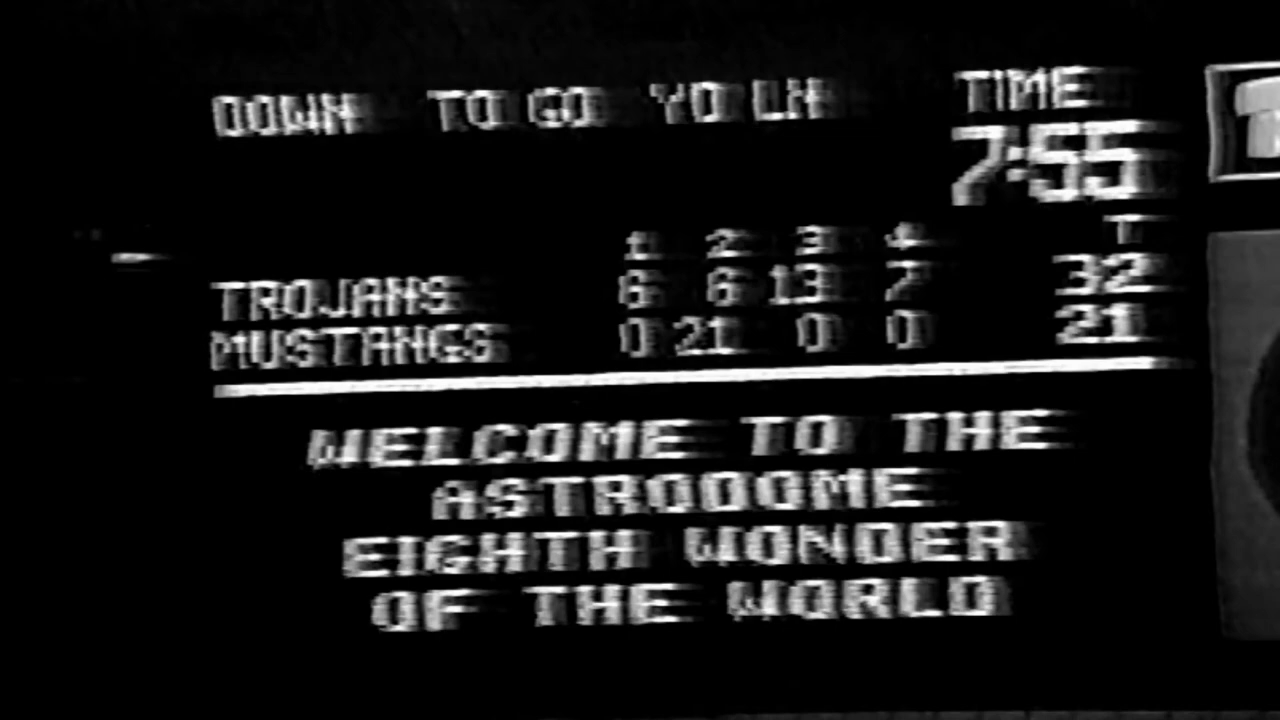 DOWN TO GO YD LN TIME
7:55
1 2 3 4 T
TROJANS 6 6 13 7 32
MUSTANGS 0 21 0 0 21
WELCOME TO THE
ASTRODOME
EIGHTH WONDER
OF THE WORLD